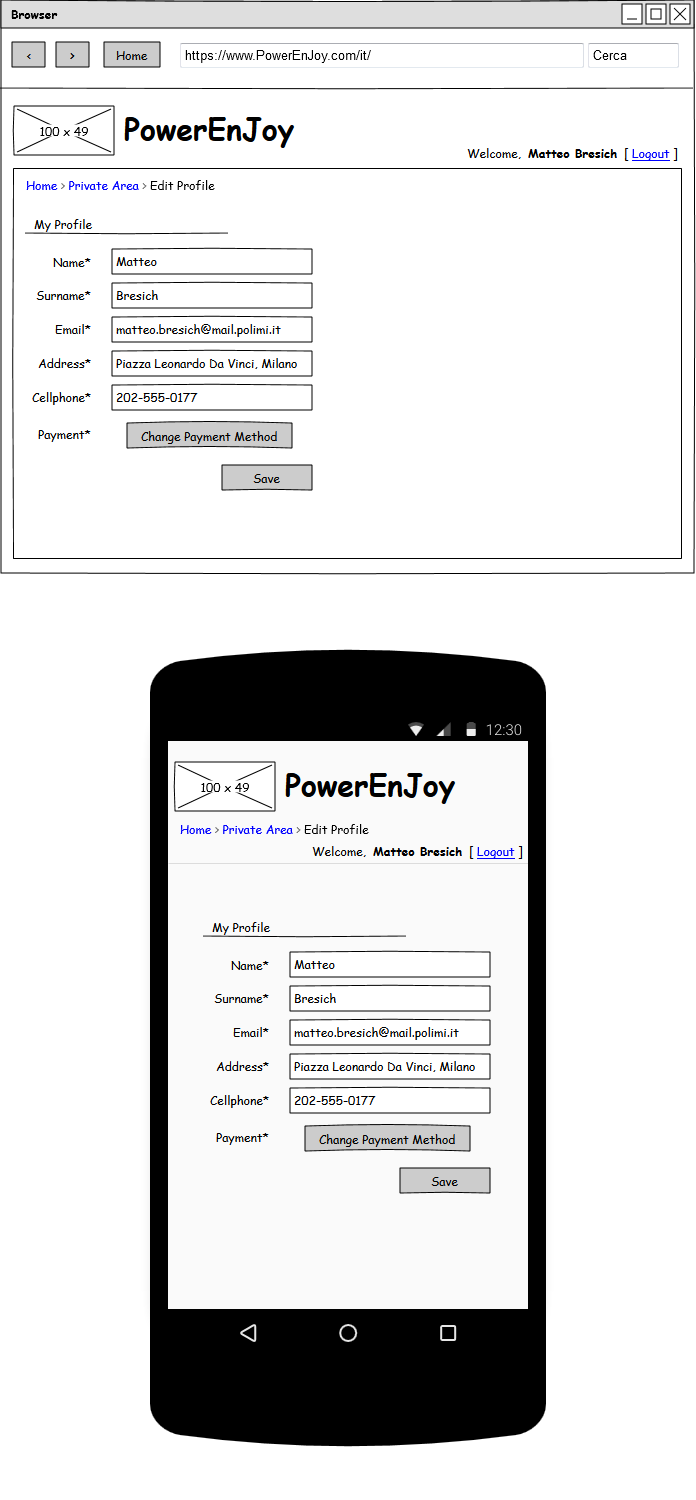 Browser
‹ › Home https://www.PowerEnJoy.com/it/ Cerca
100 x 49 PowerEnJoy
Welcome, Matteo Bresich [ Logout ]
Home › Private Area › Edit Profile
My Profile
Name* Matteo
Surname* Bresich
Email* matteo.bresich@mail.polimi.it
Address* Piazza Leonardo Da Vinci, Milano
Cellphone* 202-555-0177
Payment* Change Payment Method
Save
12:30
100 x 49 PowerEnJoy
Home › Private Area › Edit Profile
Welcome, Matteo Bresich [ Logout ]
My Profile
Name* Matteo
Surname* Bresich
Email* matteo.bresich@mail.polimi.it
Address* Piazza Leonardo Da Vinci, Milano
Cellphone* 202-555-0177
Payment* Change Payment Method
Save